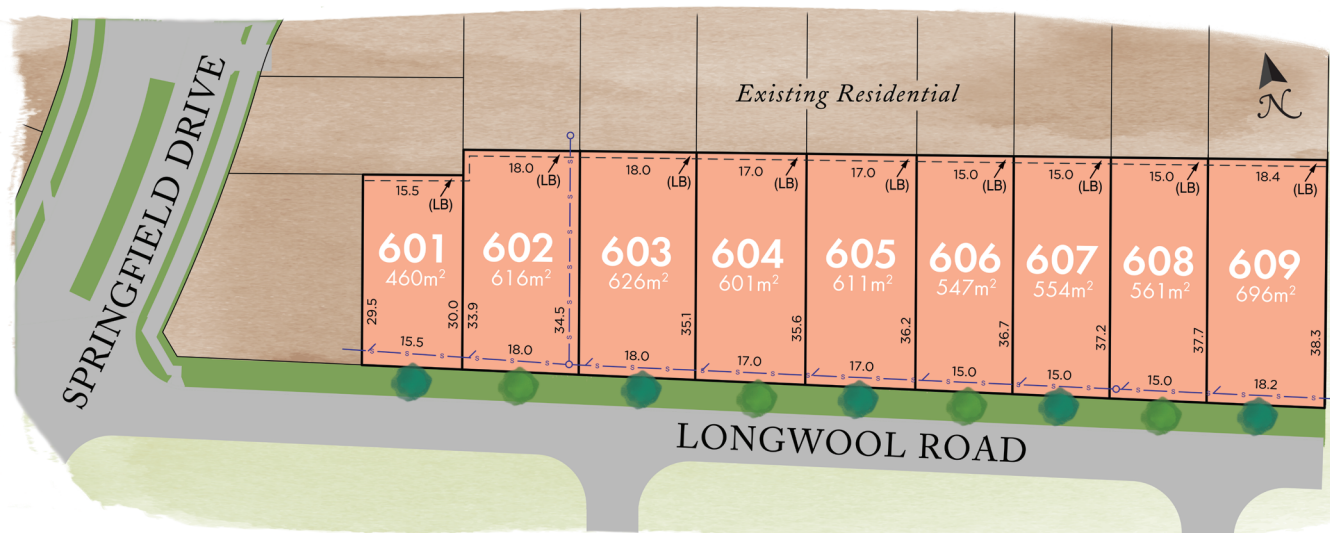 SPRINGFIELD DRIVE
Existing Residential
N
15.5
(LB)
601
460m²
29.5
30.0
15.5
18.0
(LB)
602
616m²
33.9
34.5
18.0
18.0
(LB)
603
626m²
35.1
18.0
17.0
(LB)
604
601m²
35.6
17.0
17.0
(LB)
605
611m²
36.2
17.0
15.0
(LB)
606
547m²
36.7
15.0
15.0
(LB)
607
554m²
37.2
15.0
15.0
(LB)
608
561m²
37.7
15.0
18.4
(LB)
609
696m²
38.3
18.2
LONGWOOL ROAD